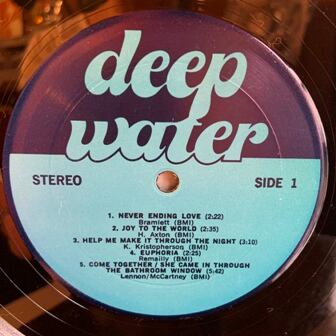 deep
water
STEREO
SIDE 1
1. NEVER ENDING LOVE (2:22)
Bramlett (BMI)
2. JOY TO THE WORLD (2:35)
H. Axton (BMI)
3. HELP ME MAKE IT THROUGH THE NIGHT (3:10)
K. Kristopherson (BMI)
4. EUPHORIA (2:25)
Remailly (BMI)
5. COME TOGETHER / SHE CAME IN THROUGH
THE BATHROOM WINDOW (5:42)
Lennon/McCartney (BMI)